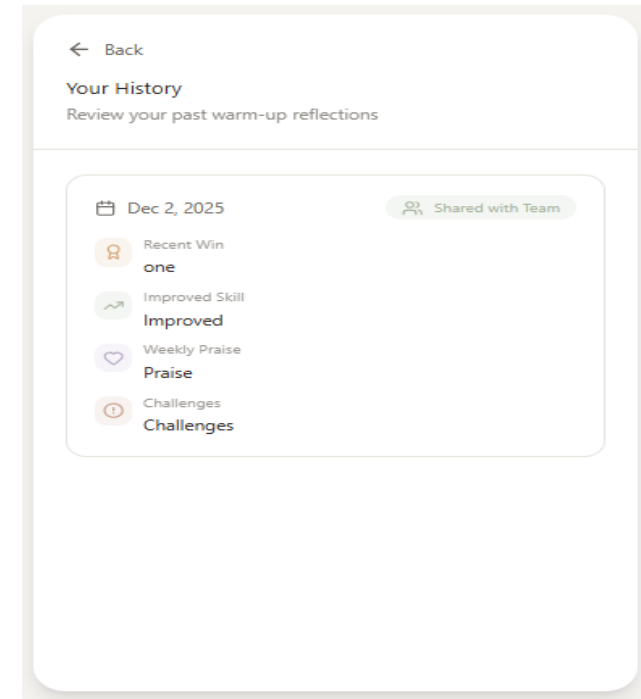 Back
Your History
Review your past warm-up reflections
Dec 2, 2025
Shared with Team
Recent Win
one
Improved Skill
Improved
Weekly Praise
Praise
Challenges
Challenges